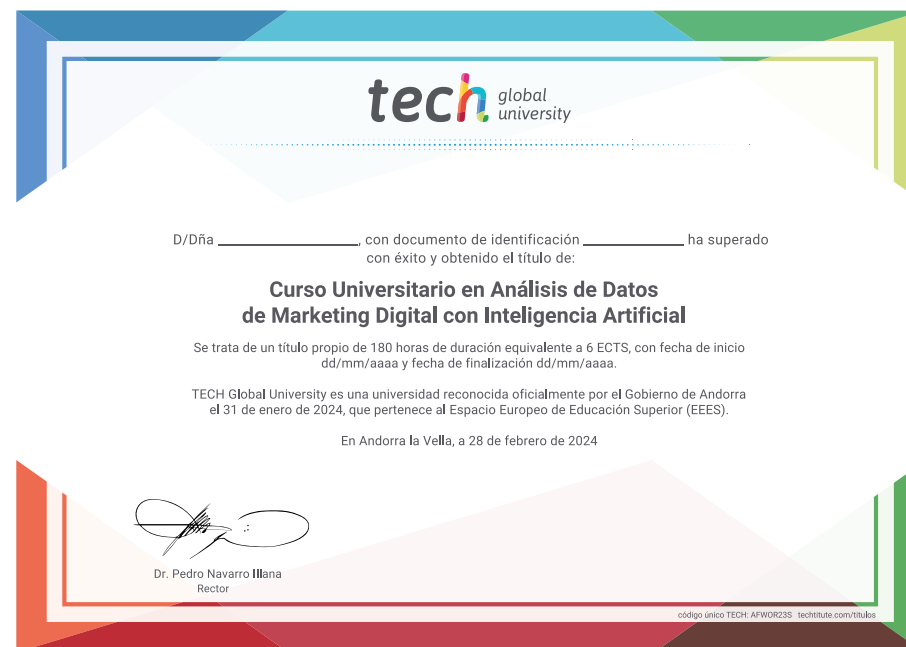 tech global university
D/Dña ____________________, con documento de identificación ______________ ha superado
con éxito y obtenido el título de:
Curso Universitario en Análisis de Datos
de Marketing Digital con Inteligencia Artificial
Se trata de un título propio de 180 horas de duración equivalente a 6 ECTS, con fecha de inicio
dd/mm/aaaa y fecha de finalización dd/mm/aaaa.
TECH Global University es una universidad reconocida oficialmente por el Gobierno de Andorra
el 31 de enero de 2024, que pertenece al Espacio Europeo de Educación Superior (EEES).
En Andorra la Vella, a 28 de febrero de 2024
Dr. Pedro Navarro Illana
Rector
código único TECH: AFWOR23S techtitute.com/titulos